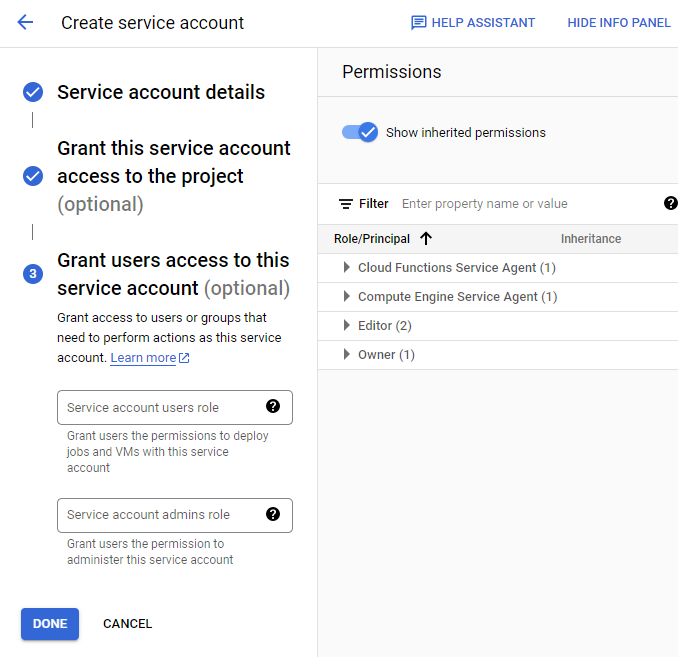 Create service account
HELP ASSISTANT
HIDE INFO PANEL
Service account details
Grant this service account
access to the project
(optional)
3
Grant users access to this
service account (optional)
Grant access to users or groups that
need to perform actions as this service
account. Learn more
Service account users role
?
Grant users the permissions to deploy
jobs and VMs with this service
account
Service account admins role
?
Grant users the permission to
administer this service account
DONE
CANCEL
Permissions
Show inherited permissions
Filter
Enter property name or value
?
Role/Principal
Inheritance
Cloud Functions Service Agent (1)
Compute Engine Service Agent (1)
Editor (2)
Owner (1)